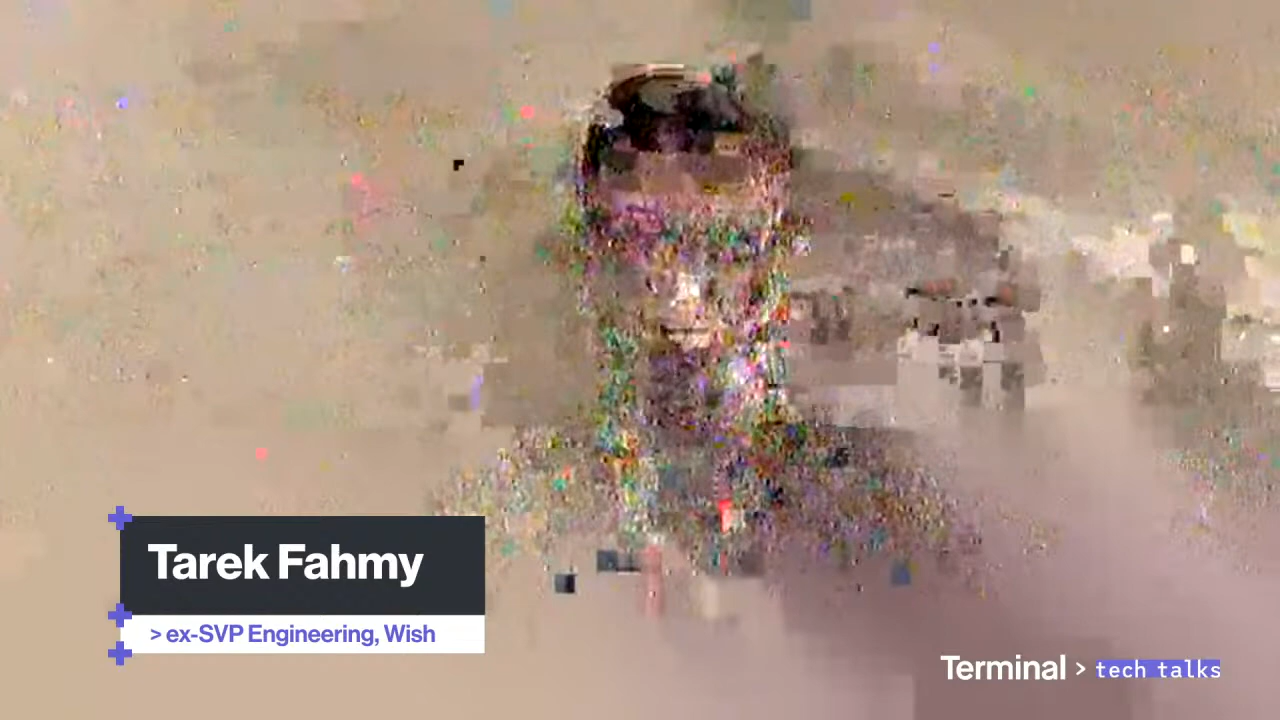 Tarek Fahmy
> ex-SVP Engineering, Wish
Terminal > tech talks